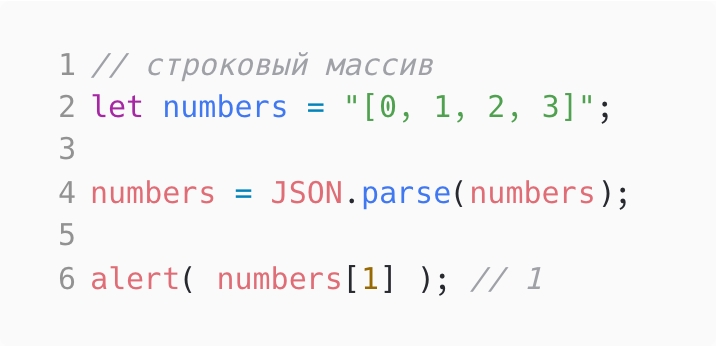 1 // строковый массив
2 let numbers = "[0, 1, 2, 3]";
3
4 numbers = JSON.parse(numbers);
5
6 alert( numbers[1] ); // 1